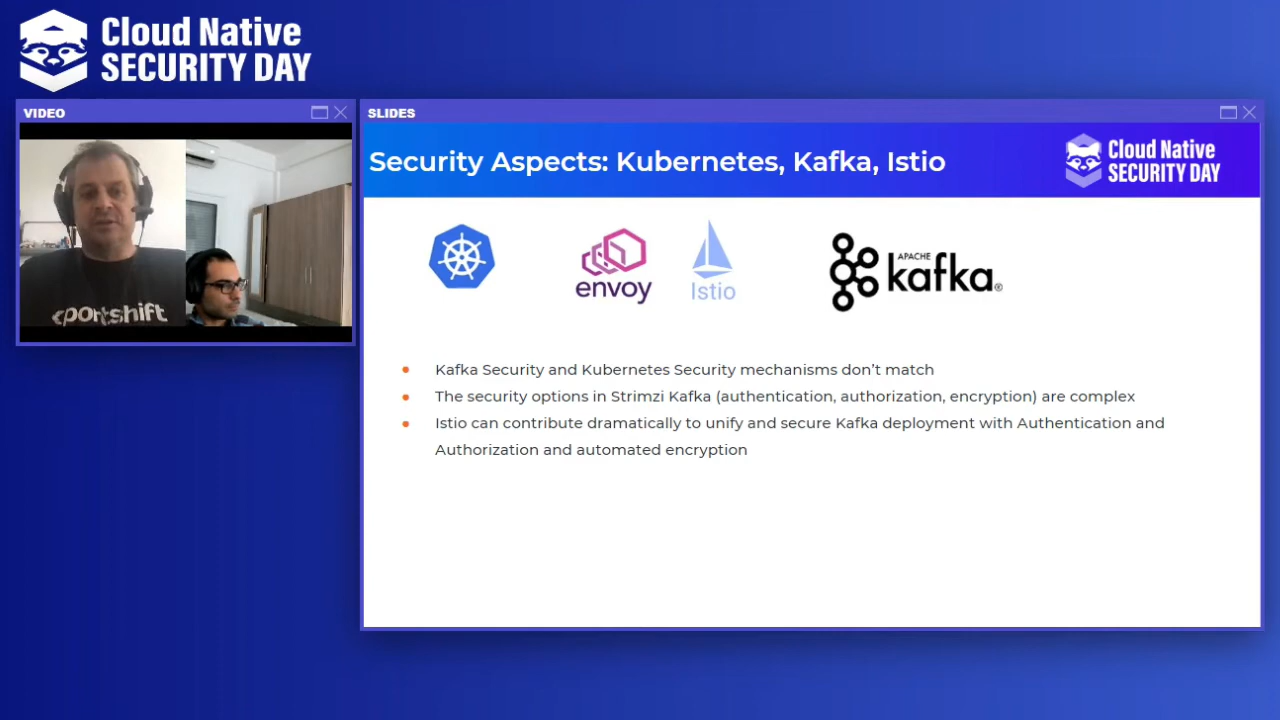 Cloud Native
SECURITY DAY
VIDEO
SLIDES
Security Aspects: Kubernetes, Kafka, Istio
Cloud Native
SECURITY DAY
envoy
Istio
APACHE
kafka®
portshift
● Kafka Security and Kubernetes Security mechanisms don’t match
● The security options in Strimzi Kafka (authentication, authorization, encryption) are complex
● Istio can contribute dramatically to unify and secure Kafka deployment with Authentication and
Authorization and automated encryption